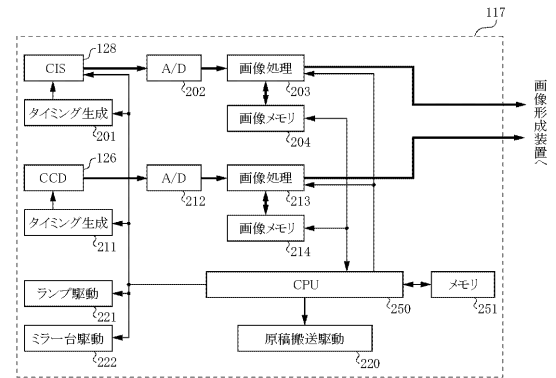 117
128
CIS
A/D
202
画像処理
203
タイミング生成
201
画像メモリ
204
画像形成装置へ
126
CCD
A/D
212
画像処理
213
タイミング生成
211
画像メモリ
214
CPU
250
メモリ
251
ランプ駆動
221
ミラー台駆動
222
原稿搬送駆動
220